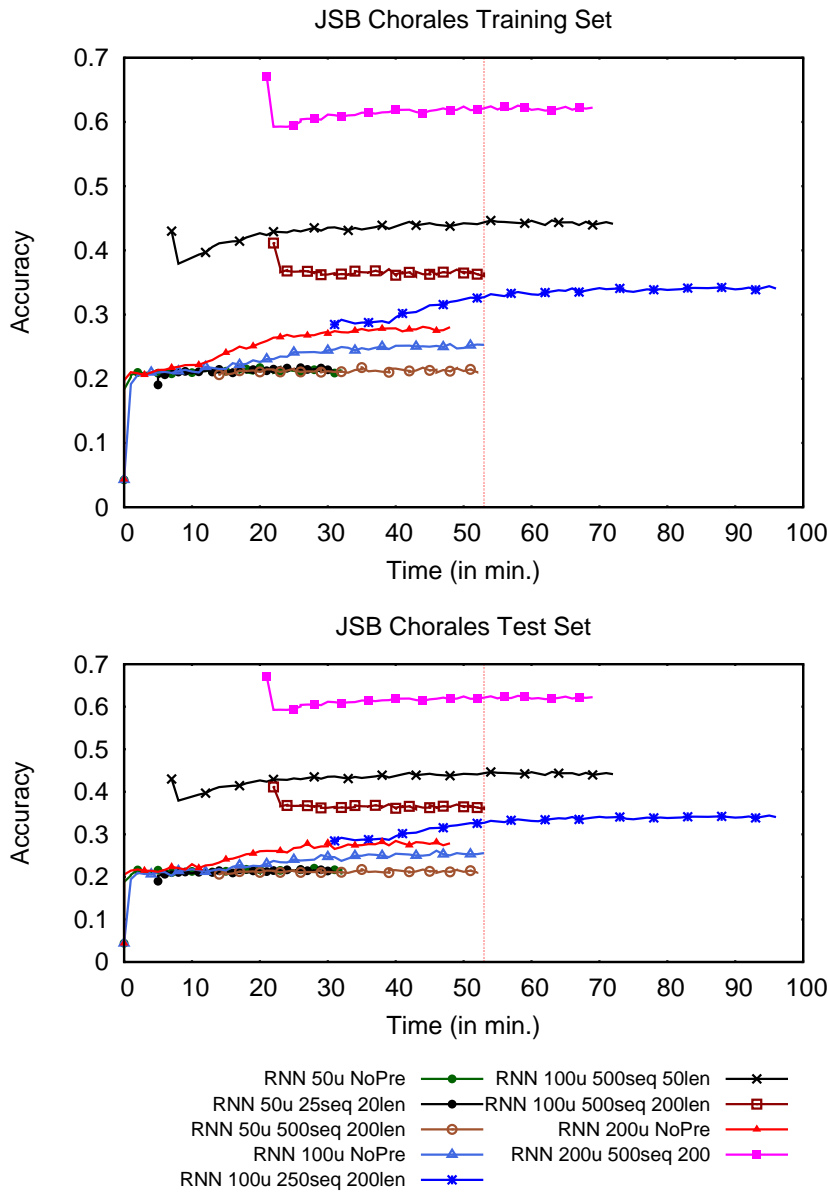 JSB Chorales Training Set
0.7
0.6
0.5
0.4
0.3
0.2
0.1
0
Accuracy
0 10 20 30 40 50 60 70 80 90 100
Time (in min.)
JSB Chorales Test Set
0.7
0.6
0.5
0.4
0.3
0.2
0.1
0
Accuracy
0 10 20 30 40 50 60 70 80 90 100
Time (in min.)
RNN 50u NoPre
RNN 50u 25seq 20len
RNN 50u 500seq 200len
RNN 100u NoPre
RNN 100u 250seq 200len
RNN 100u 500seq 50len
RNN 100u 500seq 200len
RNN 200u NoPre
RNN 200u 500seq 200